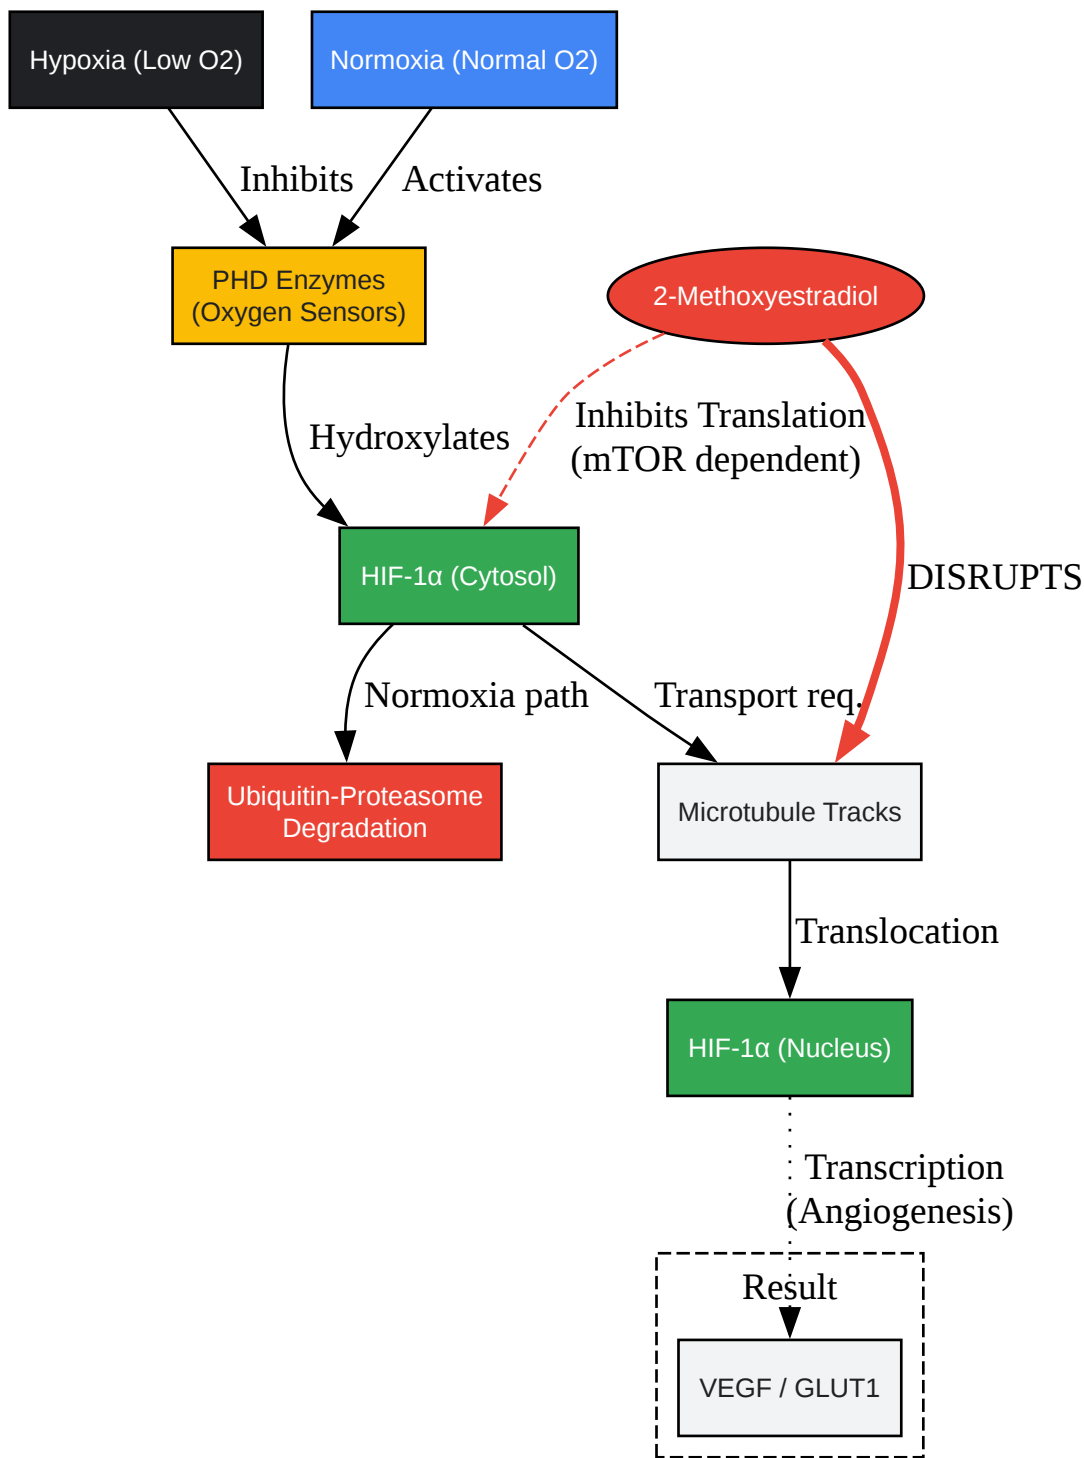 Hypoxia (Low O2)
Normoxia (Normal O2)
Inhibits
Activates
PHD Enzymes
(Oxygen Sensors)
2-Methoxyestradiol
Hydroxylates
Inhibits Translation
(mTOR dependent)
HIF-1α (Cytosol)
DISRUPTS
Normoxia path
Transport req.
Ubiquitin-Proteasome
Degradation
Microtubule Tracks
Translocation
HIF-1α (Nucleus)
Transcription
(Angiogenesis)
Result
VEGF / GLUT1